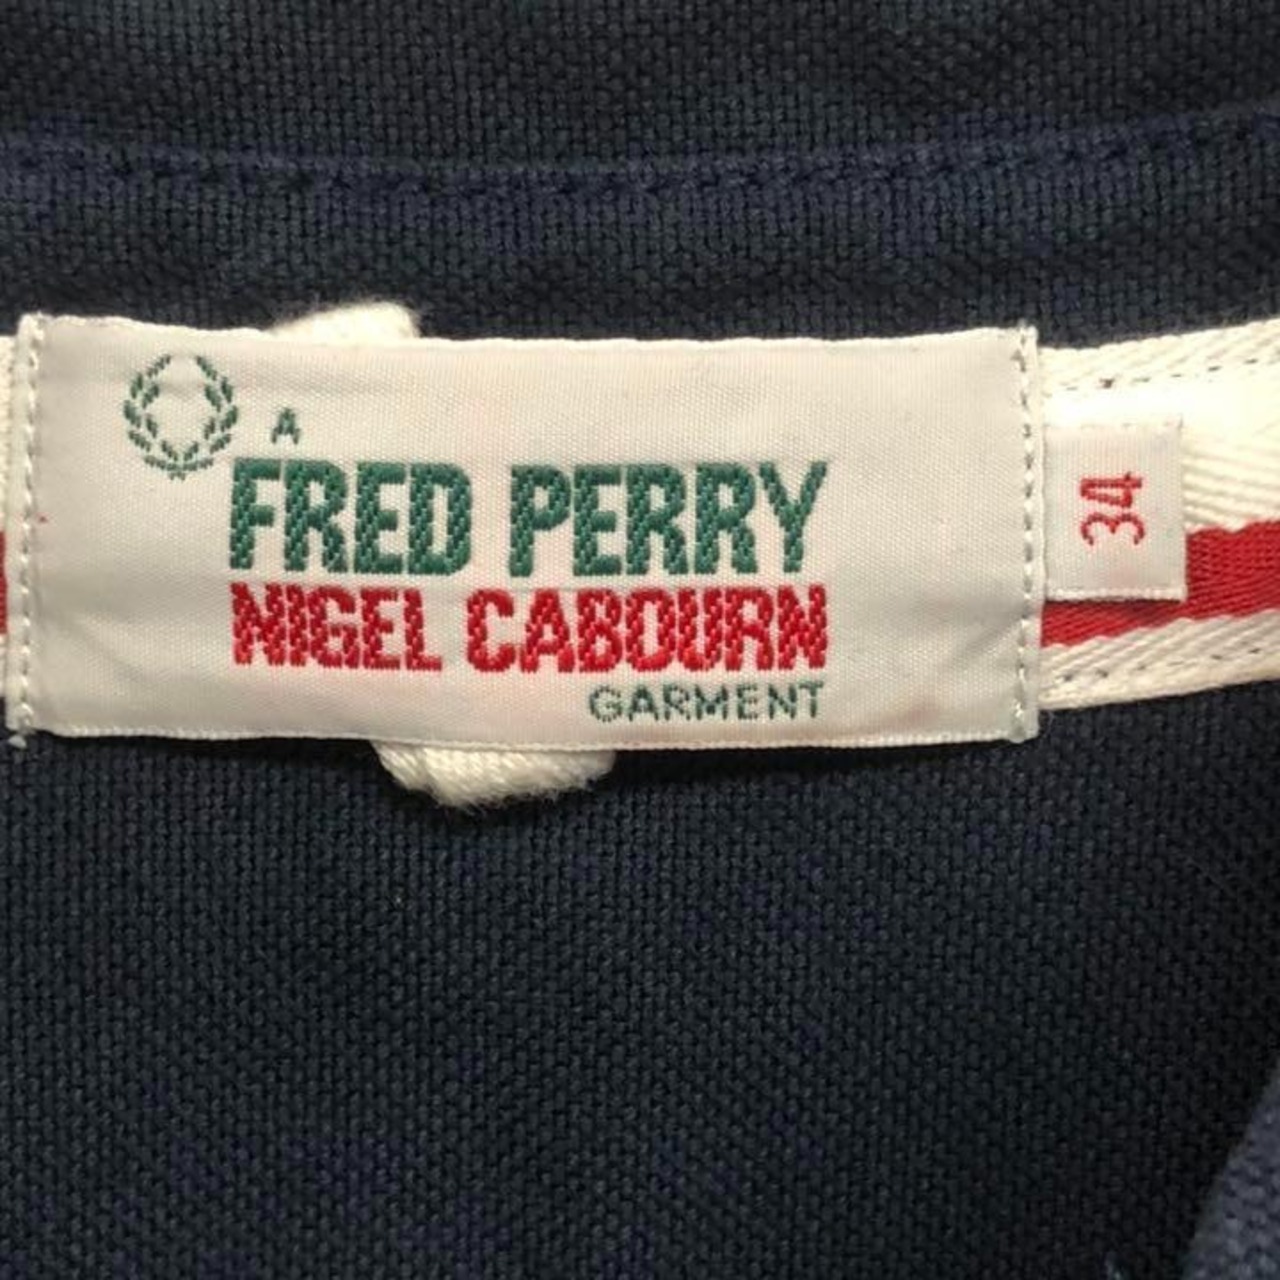 A
FRED PERRY
NIGEL CABOURN
GARMENT
34